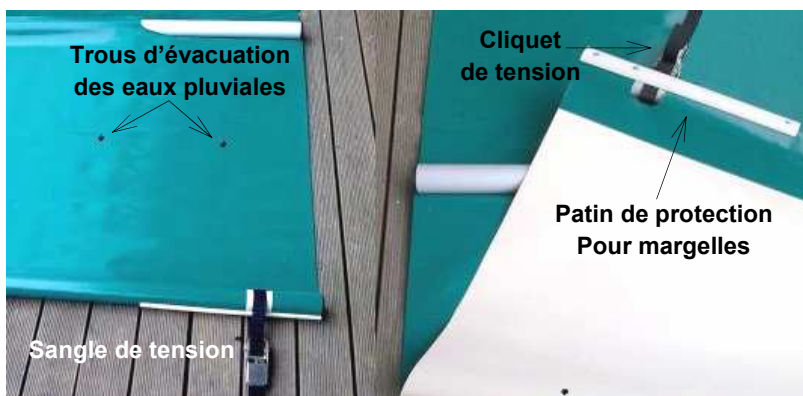 Trous d'évacuation
des eaux pluviales
Sangle de tension
Cliquet
de tension
Patin de protection
Pour margelles